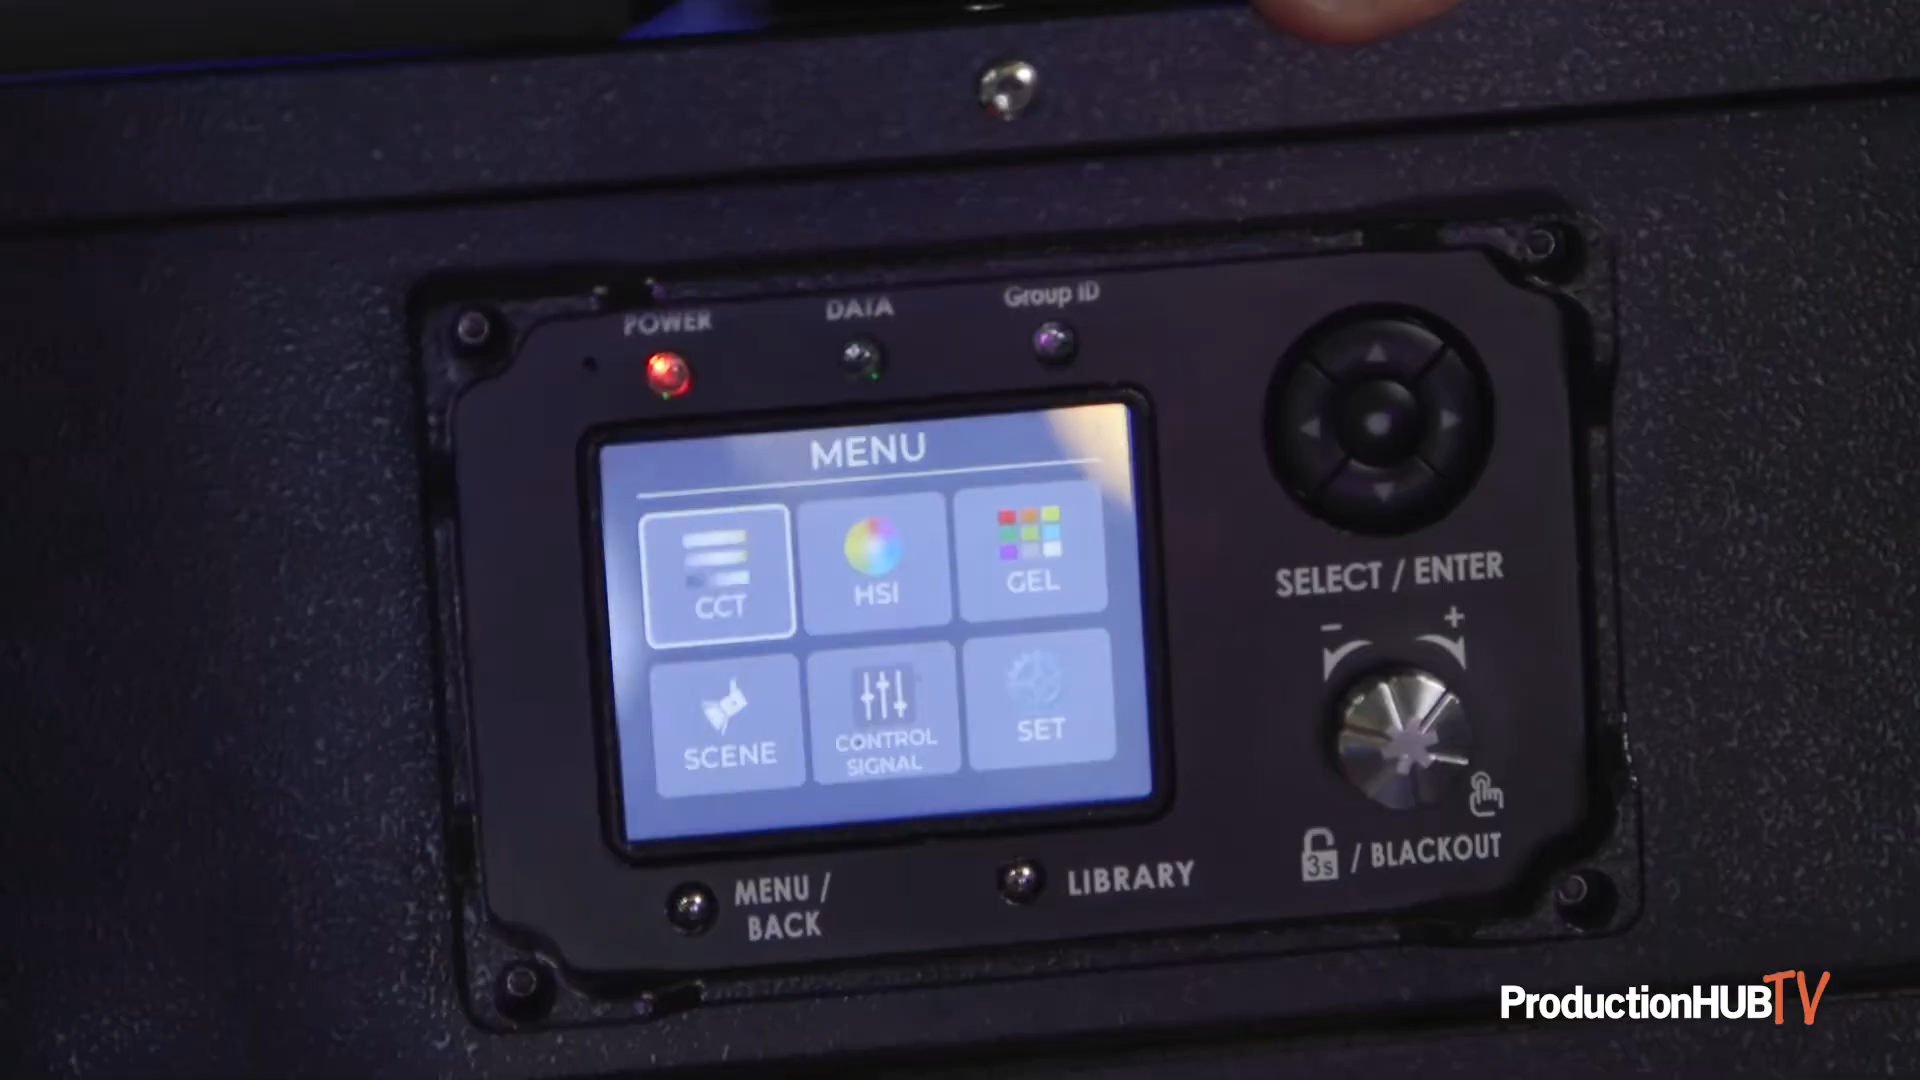 POWER
DATA
Group ID
MENU
CCT
HSI
GEL
SCENE
CONTROL
SIGNAL
SET
SELECT / ENTER
- +
3s / BLACKOUT
MENU /
BACK
LIBRARY
ProductionHUBTV